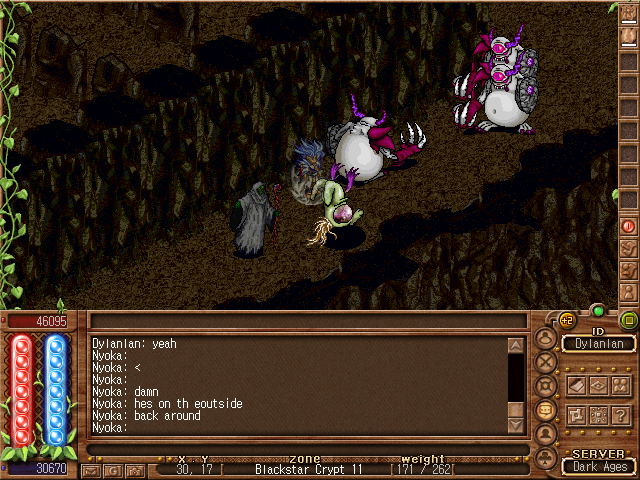 46095
Dylanlan: yeah
Nyoka:
Nyoka: <
Nyoka:
Nyoka: damn
Nyoka: hes on th eoutside
Nyoka: back around
Nyoka:
+2
ID
Dylanlan
X Y zone weight
30670
G
30, 17
Blackstar Crypt 11
171 / 262
?
SERVER
Dark Ages